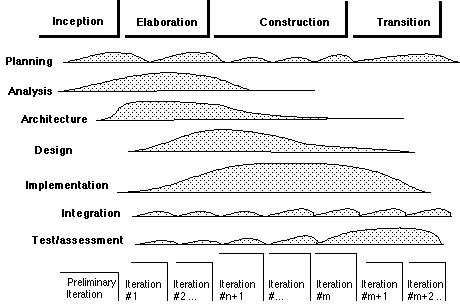 Inception Elaboration Construction Transition
Planning
Analysis
Architecture
Design
Implementation
Integration
Test/assessment
Preliminary Iteration Iteration Iteration Iteration Iteration Iteration Iteration
Iteration #1 #2 ... #n+1 #... #m #m+1 #m+2 ..